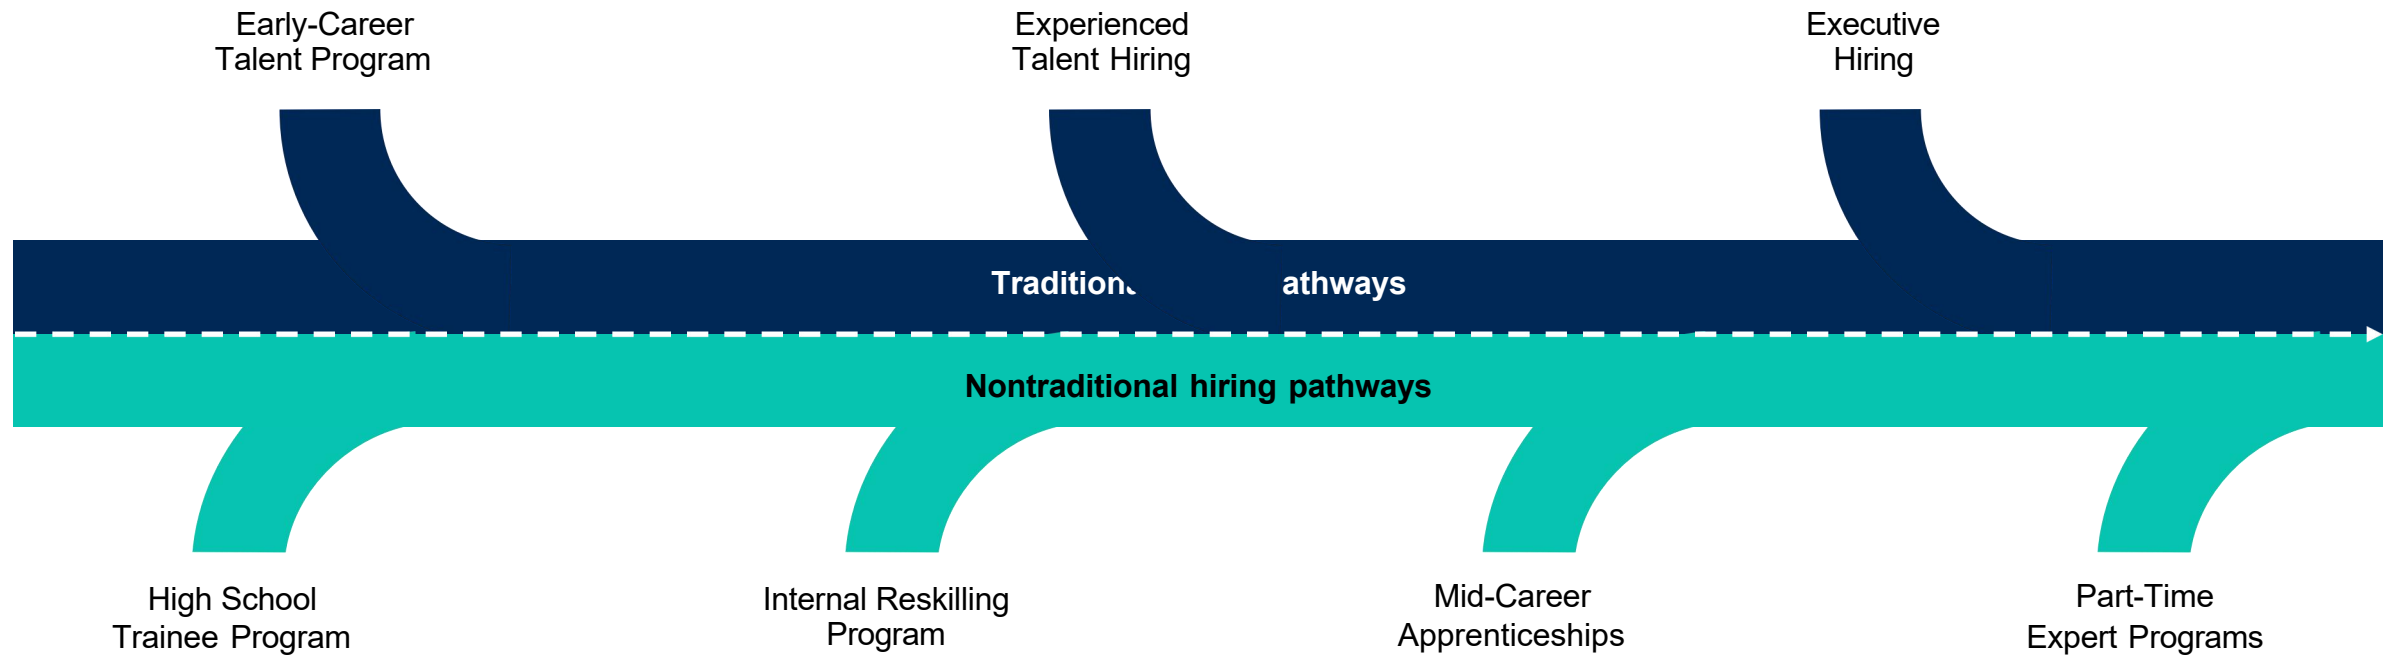 Early-Career
Talent Program
Experienced
Talent Hiring
Executive
Hiring
Nontraditional hiring pathways
High School
Trainee Program
Internal Reskilling
Program
Mid-Career
Apprenticeships
Part-Time
Expert Programs